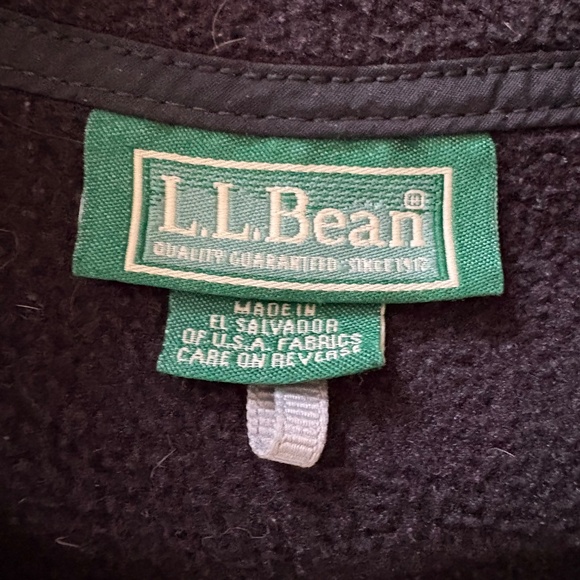 L.L.Bean®
QUALITY GUARANTEED · SINCE 1912
MADE IN
EL SALVADOR
OF U.S.A. FABRICS
CARE ON REVERSE